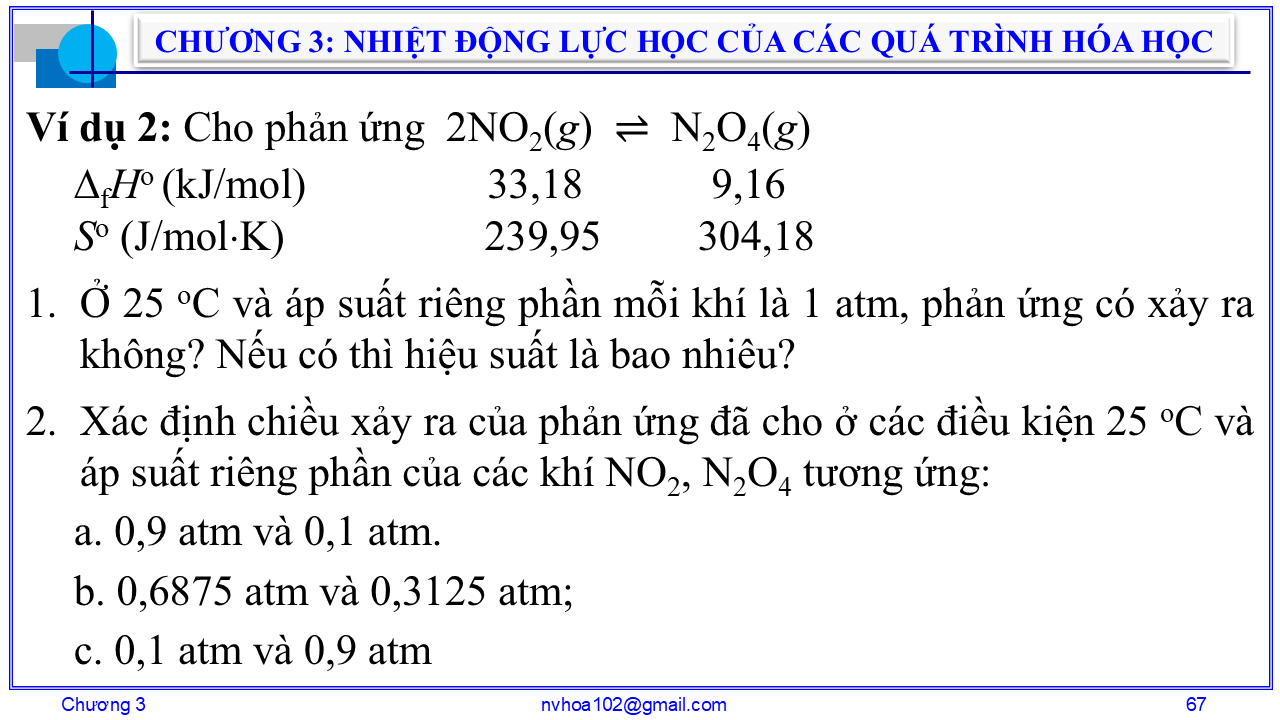 CHƯƠNG 3: NHIỆT ĐỘNG LỰC HỌC CỦA CÁC QUÁ TRÌNH HÓA HỌC
Ví dụ 2: Cho phản ứng 2NO₂(g) ⇌ N₂O₄(g)
Δ_fHᵒ (kJ/mol) 33,18 9,16
Sᵒ (J/mol·K) 239,95 304,18
1. Ở 25 ᵒC và áp suất riêng phần mỗi khí là 1 atm, phản ứng có xảy ra
không? Nếu có thì hiệu suất là bao nhiêu?
2. Xác định chiều xảy ra của phản ứng đã cho ở các điều kiện 25 ᵒC và
áp suất riêng phần của các khí NO₂, N₂O₄ tương ứng:
a. 0,9 atm và 0,1 atm.
b. 0,6875 atm và 0,3125 atm;
c. 0,1 atm và 0,9 atm
Chương 3 nvhoa102@gmail.com 67